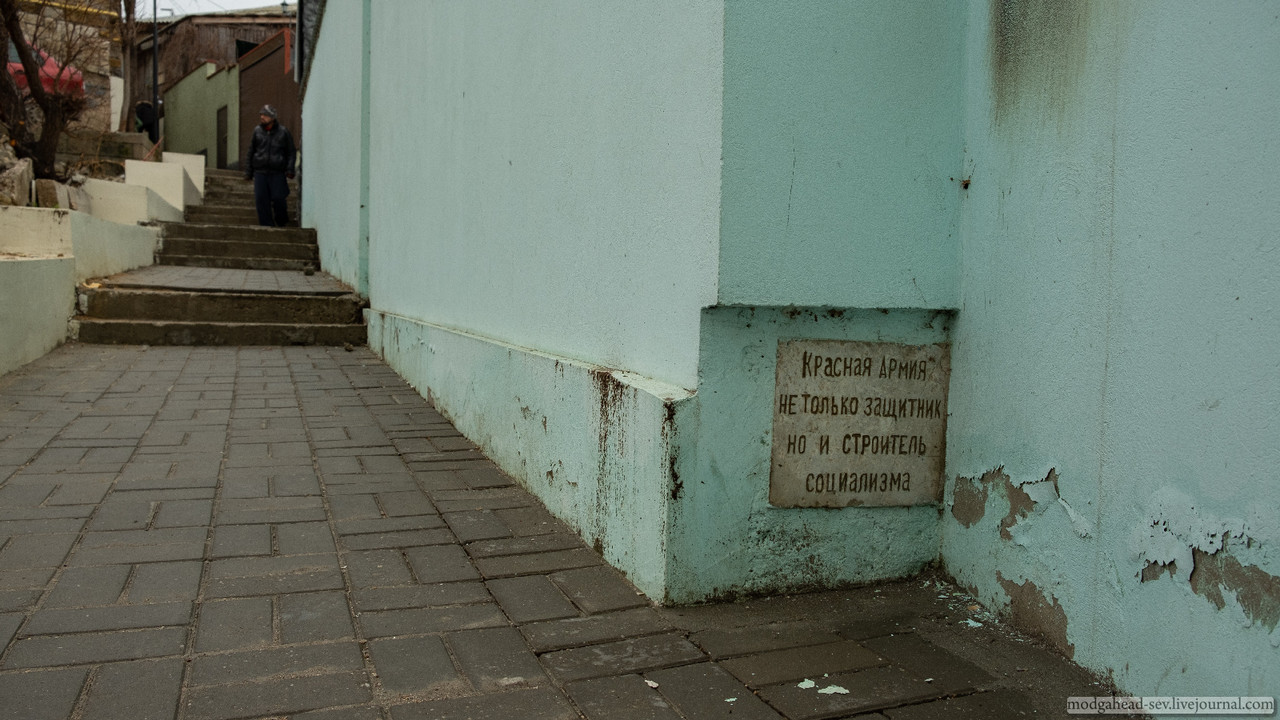 Красная Армия
не только защитник
но и строитель
социализма
modgahead-sev.livejournal.com